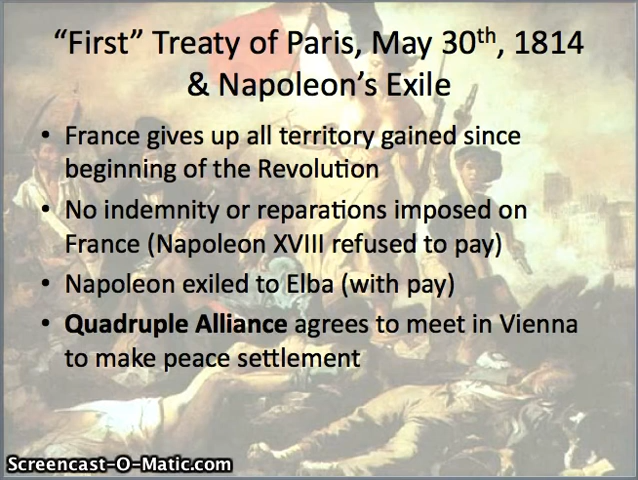 “First” Treaty of Paris, May 30th, 1814
& Napoleon’s Exile
• France gives up all territory gained since
beginning of the Revolution
• No indemnity or reparations imposed on
France (Napoleon XVIII refused to pay)
• Napoleon exiled to Elba (with pay)
• Quadruple Alliance agrees to meet in Vienna
to make peace settlement
Screencast-O-Matic.com